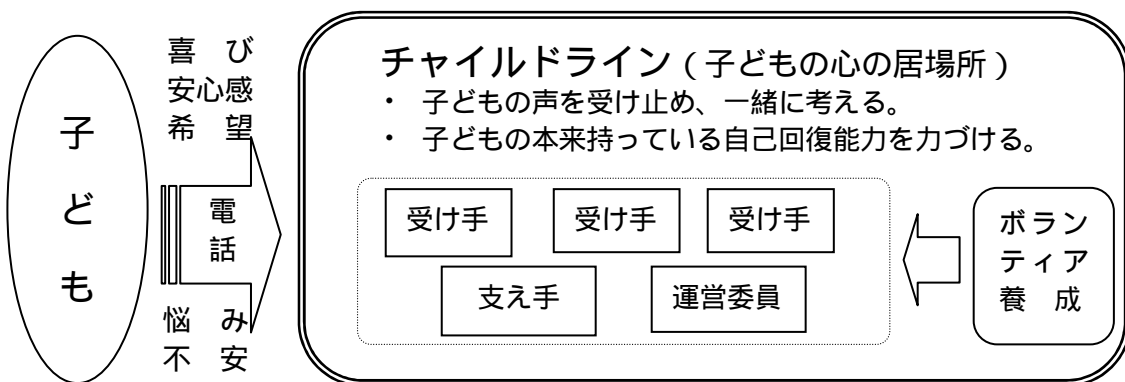 子ども
喜 び
安心感
希 望
電
話
悩 み
不 安
チャイルドライン(子どもの心の居場所)
・ 子どもの声を受け止め、一緒に考える。
・ 子どもの本来持っている自己回復能力を力づける。
受け手 受け手 受け手
支え手 運営委員
ボラン
ティア
養 成